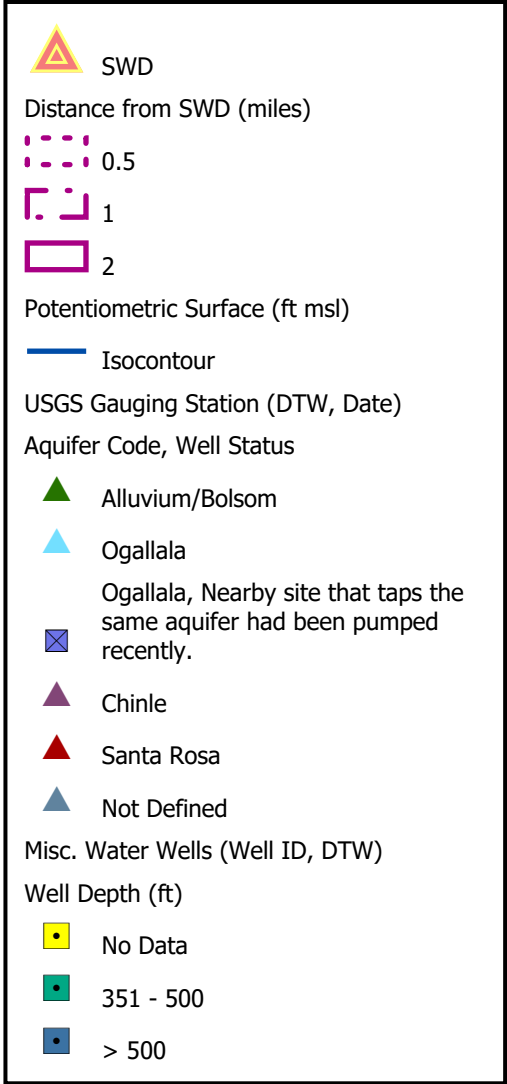 SWD
Distance from SWD (miles)
0.5
1
2
Potentiometric Surface (ft msl)
Isocontour
USGS Gauging Station (DTW, Date)
Aquifer Code, Well Status
Alluvium/Bolsom
Ogallala
Ogallala, Nearby site that taps the
same aquifer had been pumped
recently.
Chinle
Santa Rosa
Not Defined
Misc. Water Wells (Well ID, DTW)
Well Depth (ft)
No Data
351 - 500
> 500